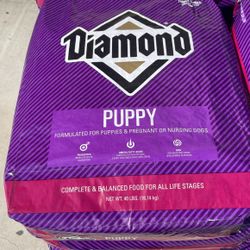 Diamond
PUPPY
FORMULATED FOR PUPPIES & PREGNANT OR NURSING DOGS
COMPLETE & BALANCED FOOD FOR ALL LIFE STAGES
NET WT. 40 LBS. (18.14 kg)